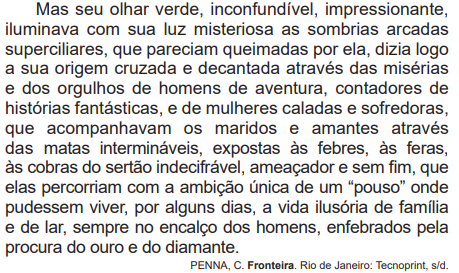 Mas seu olhar verde, inconfundível, impressionante,
iluminava com sua luz misteriosa as sombrias arcadas
superciliares, que pareciam queimadas por ela, dizia logo
a sua origem cruzada e decantada através das misérias
e dos orgulhos de homens de aventura, contadores de
histórias fantásticas, e de mulheres caladas e sofredoras,
que acompanhavam os maridos e amantes através
das matas intermináveis, expostas às febres, às feras,
às cobras do sertão indecifrável, ameaçador e sem fim, que
elas percorriam com a ambição única de um “pouso” onde
pudessem viver, por alguns dias, a vida ilusória de família
e de lar, sempre no encalço dos homens, enfebrados pela
procura do ouro e do diamante.
PENNA, C. Fronteira. Rio de Janeiro: Tecnoprint, s/d.